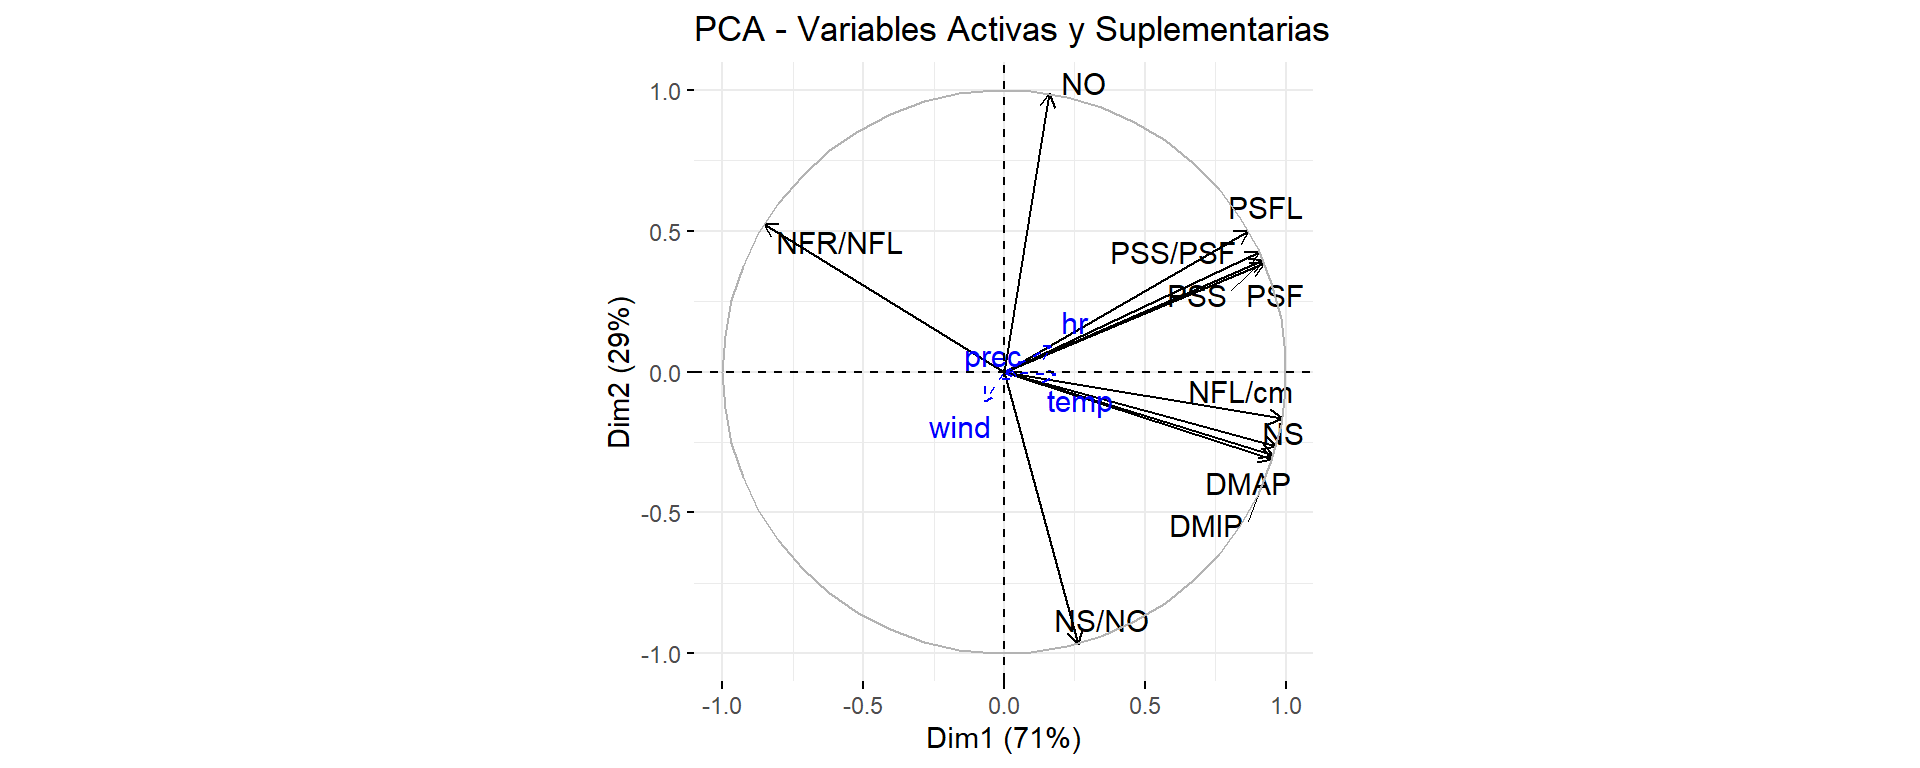 PCA - Variables Activas y Suplementarias
NO
1.0
PSFL
0.5
NFR/NFL
PSS/PSF
PSS
PSF
hr
prec
0.0
NFL/cm
temp
wind
NS
DMAP
-0.5
DMIP
NS/NO
-1.0
-1.0
-0.5
0.0
0.5
1.0
Dim1 (71%)
Dim2 (29%)